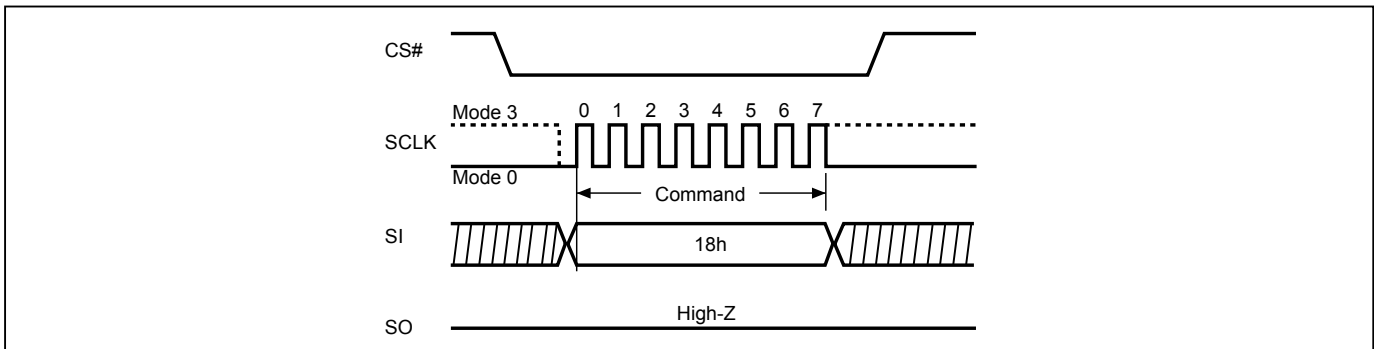 CS#
Mode 3
0 1 2 3 4 5 6 7
SCLK
Mode 0
Command
SI
18h
High-Z
SO